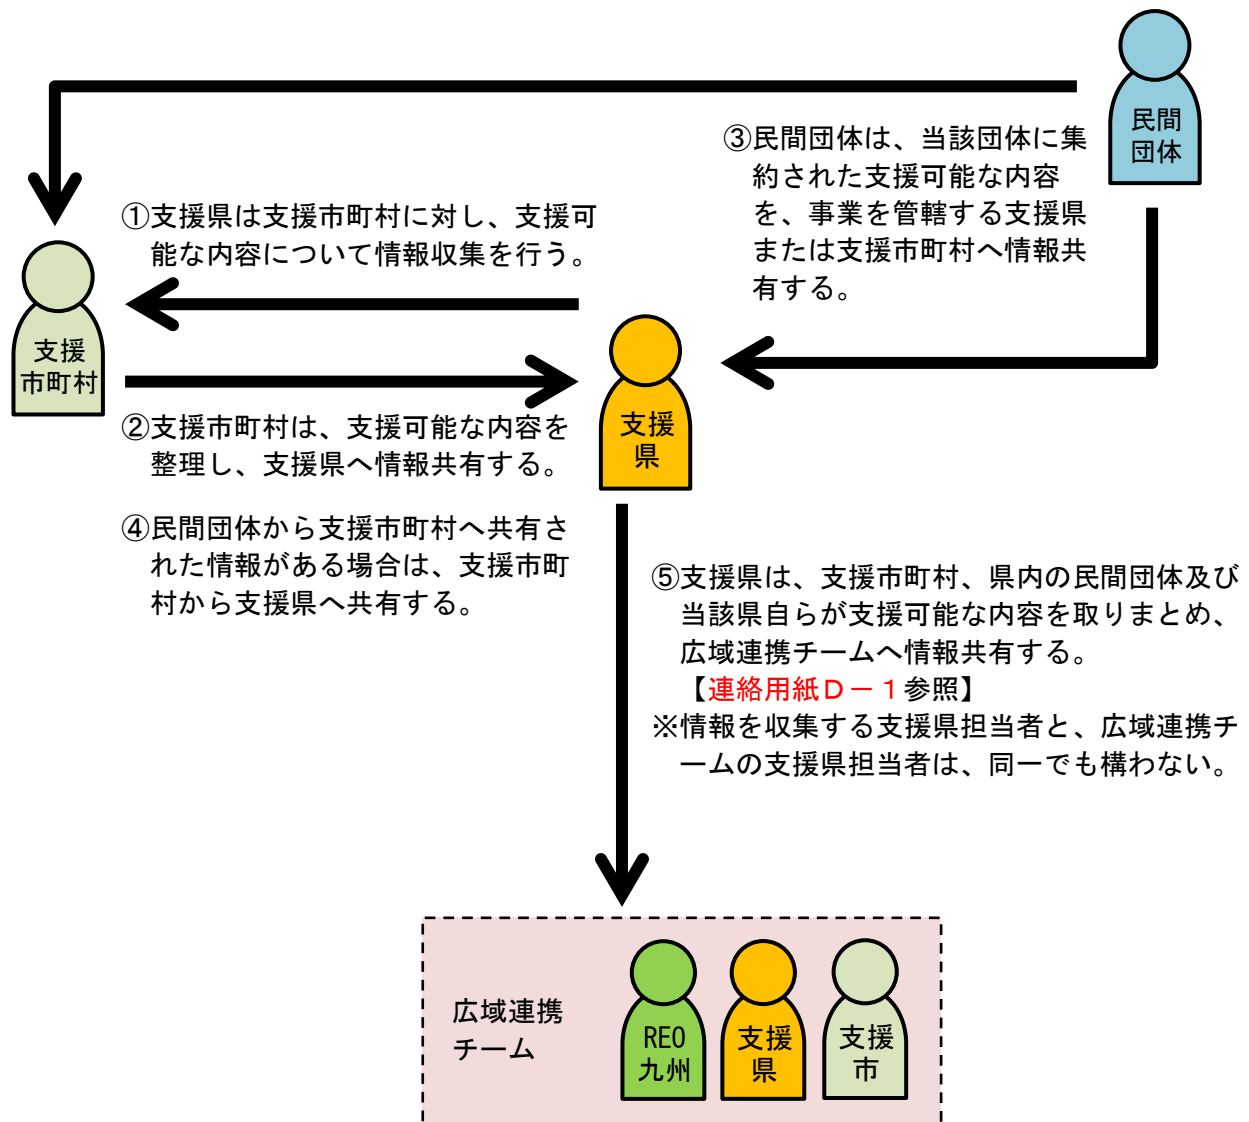 民間
団体
③民間団体は、当該団体に集
約された支援可能な内容
を、事業を管轄する支援県
または支援市町村へ情報共
有する。
①支援県は支援市町村に対し、支援可
能な内容について情報収集を行う。
支援
市町村
支援
県
②支援市町村は、支援可能な内容を
整理し、支援県へ情報共有する。
④民間団体から支援市町村へ共有さ
れた情報がある場合は、支援市町
村から支援県へ共有する。
⑤支援県は、支援市町村、県内の民間団体及び
当該県自らが支援可能な内容を取りまとめ、
広域連携チームへ情報共有する。
【連絡用紙Ｄ－１参照】
※情報を収集する支援県担当者と、広域連携チ
ームの支援県担当者は、同一でも構わない。
広域連携
チーム
REO
九州
支援
県
支援
市